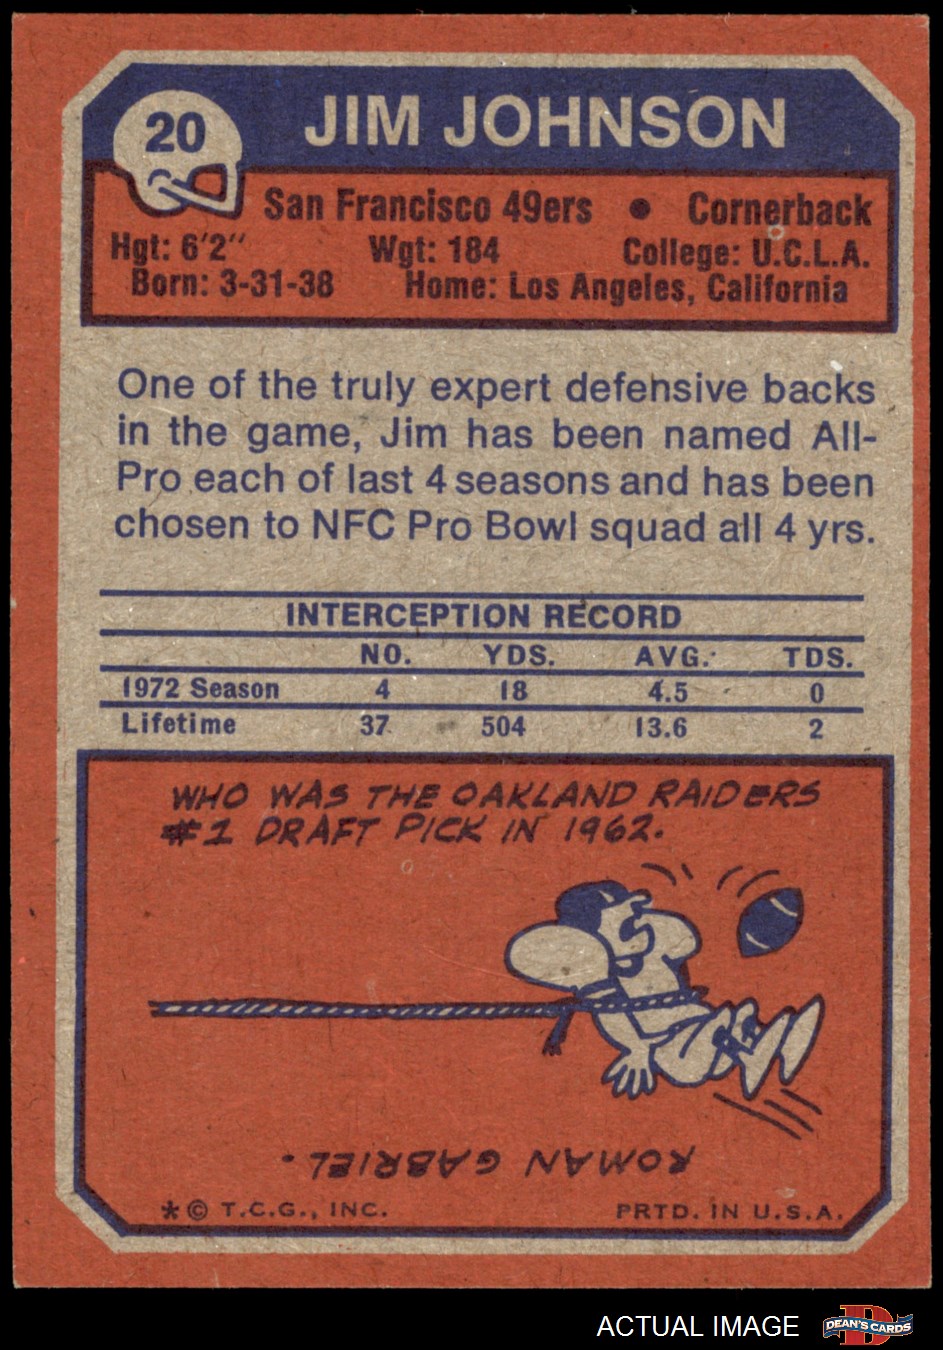 20
JIM JOHNSON
San Francisco 49ers • Cornerback
Hgt: 6'2" Wgt: 184 College: U.C.L.A.
Born: 3-31-38 Home: Los Angeles, California
One of the truly expert defensive backs
in the game, Jim has been named All-
Pro each of last 4 seasons and has been
chosen to NFC Pro Bowl squad all 4 yrs.
INTERCEPTION RECORD
NO. YDS. AVG. TDS.
1972 Season 4 18 4.5 0
Lifetime 37 504 13.6 2
WHO WAS THE OAKLAND RAIDERS
#1 DRAFT PICK IN 1962.
ROMAN GABRIEL.
* © T.C.G., INC. PRTD. IN U.S.A.
ACTUAL IMAGE DEAN'S CARDS